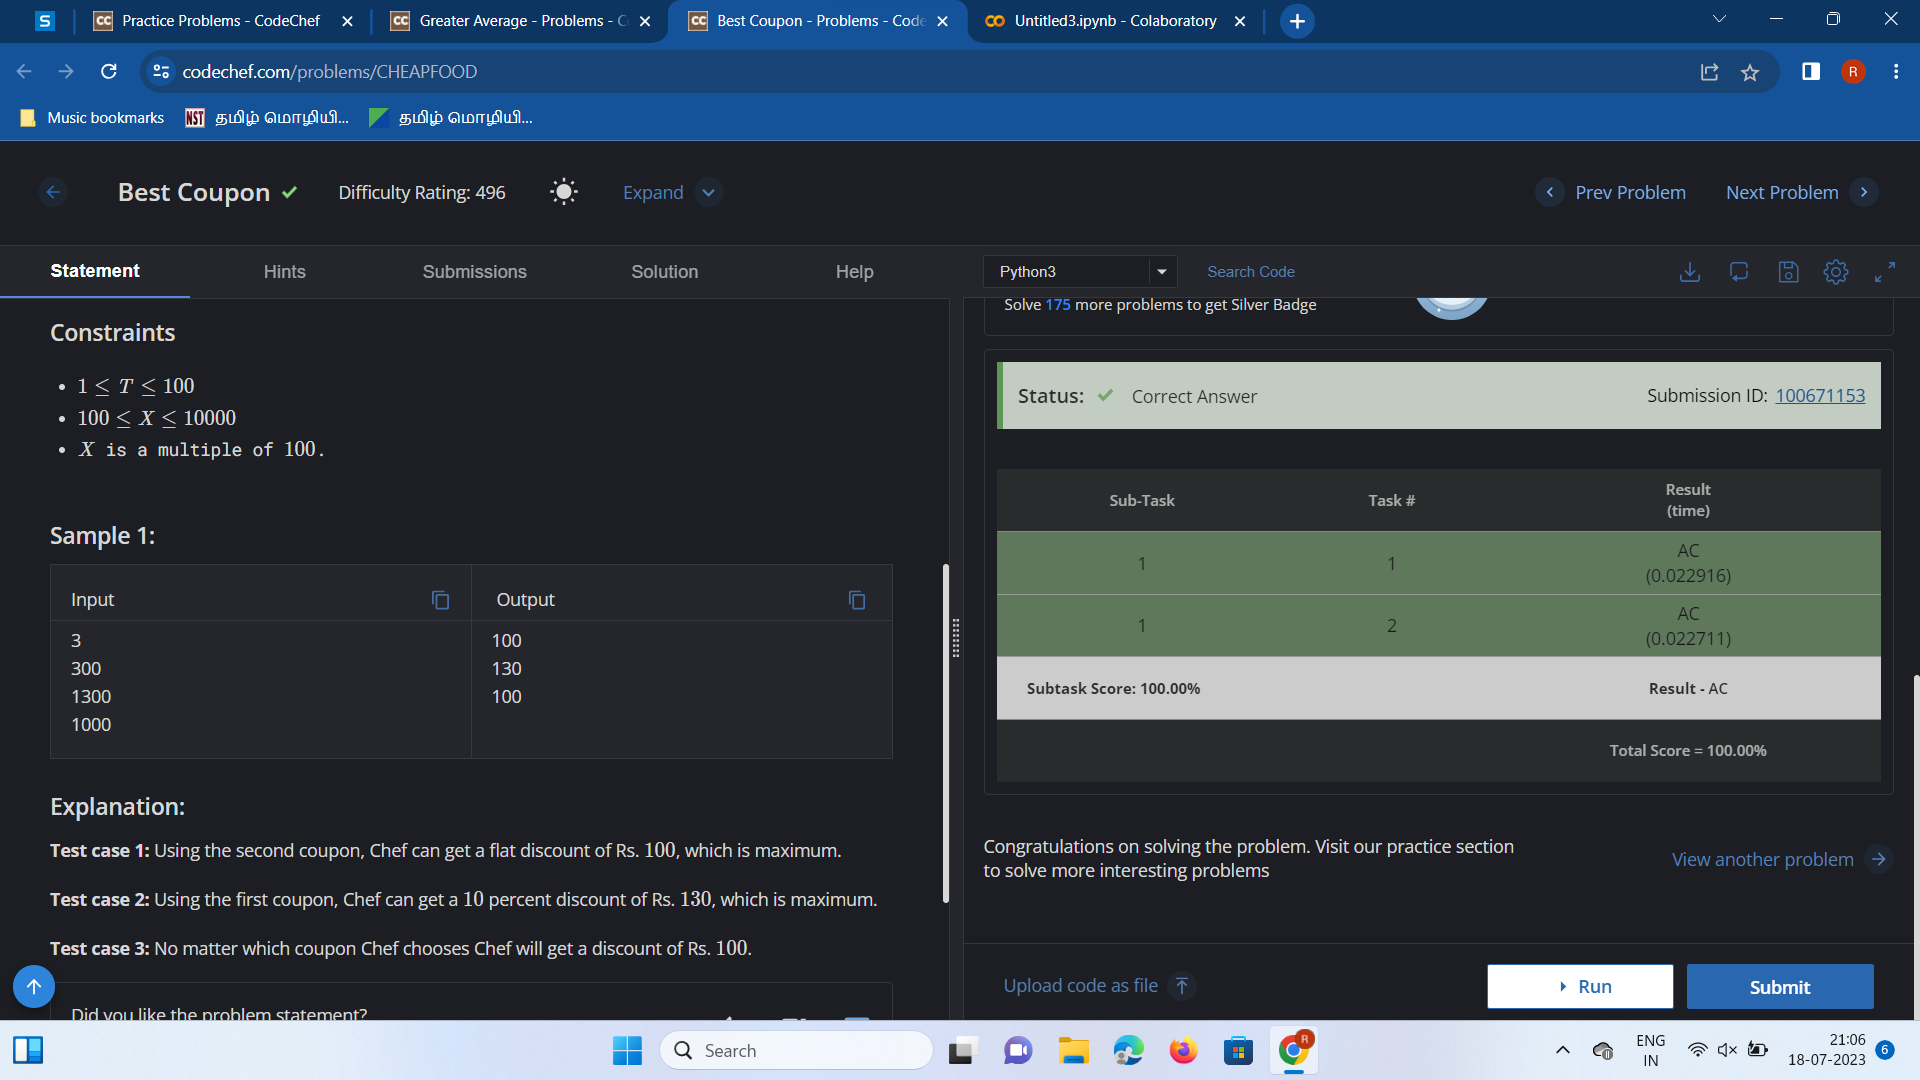 S
CC Practice Problems - CodeChef
CC Greater Average - Problems - C
CC Best Coupon - Problems - Code
Untitled3.ipynb - Colaboratory
codechef.com/problems/CHEAPFOOD
R
Music bookmarks
NST தமிழ் மொழியி...
தமிழ் மொழியி...
Best Coupon
Difficulty Rating: 496
Expand
Prev Problem
Next Problem
Statement
Hints
Submissions
Solution
Help
Constraints
• 1 ≤ T ≤ 100
• 100 ≤ X ≤ 10000
• X is a multiple of 100.
Sample 1:
Input
Output
3
300
1300
1000
100
130
100
Explanation:
Test case 1: Using the second coupon, Chef can get a flat discount of Rs. 100, which is maximum.
Test case 2: Using the first coupon, Chef can get a 10 percent discount of Rs. 130, which is maximum.
Test case 3: No matter which coupon Chef chooses Chef will get a discount of Rs. 100.
Did you like the problem statement?
Python3
Search Code
Solve 175 more problems to get Silver Badge
Status: Correct Answer
Submission ID: 100671153
Sub-Task
Task #
Result
(time)
1
1
AC
(0.022916)
1
2
AC
(0.022711)
Subtask Score: 100.00%
Result - AC
Total Score = 100.00%
Congratulations on solving the problem. Visit our practice section
to solve more interesting problems
View another problem
Upload code as file
Run
Submit
Search
R
ENG
IN
21:06
18-07-2023
6